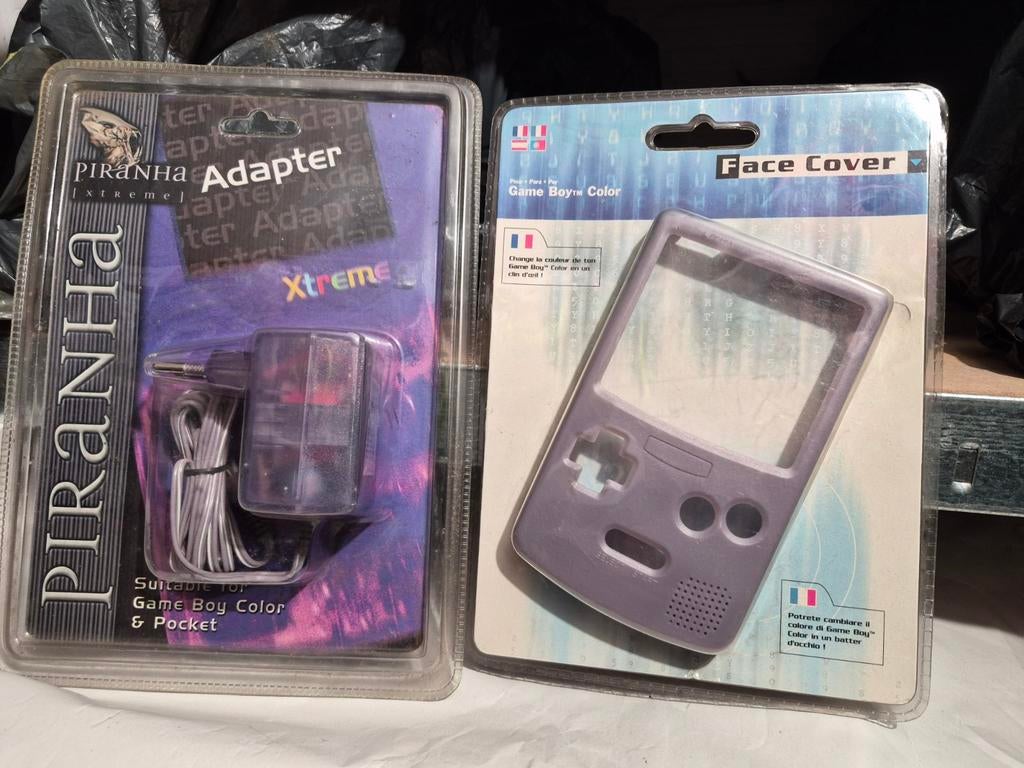 PIRANHA
[xtreme]
Adapter
Xtreme
PIRANHA
Suitable for
Game Boy Color
& Pocket
Face Cover
Pour • Para • Per
Game Boy™ Color
Change la couleur de ton
Game Boy™ Color en un
clin d'œil !
Potrete cambiare il
colore di Game Boy™
Color in un batter
d'occhio !